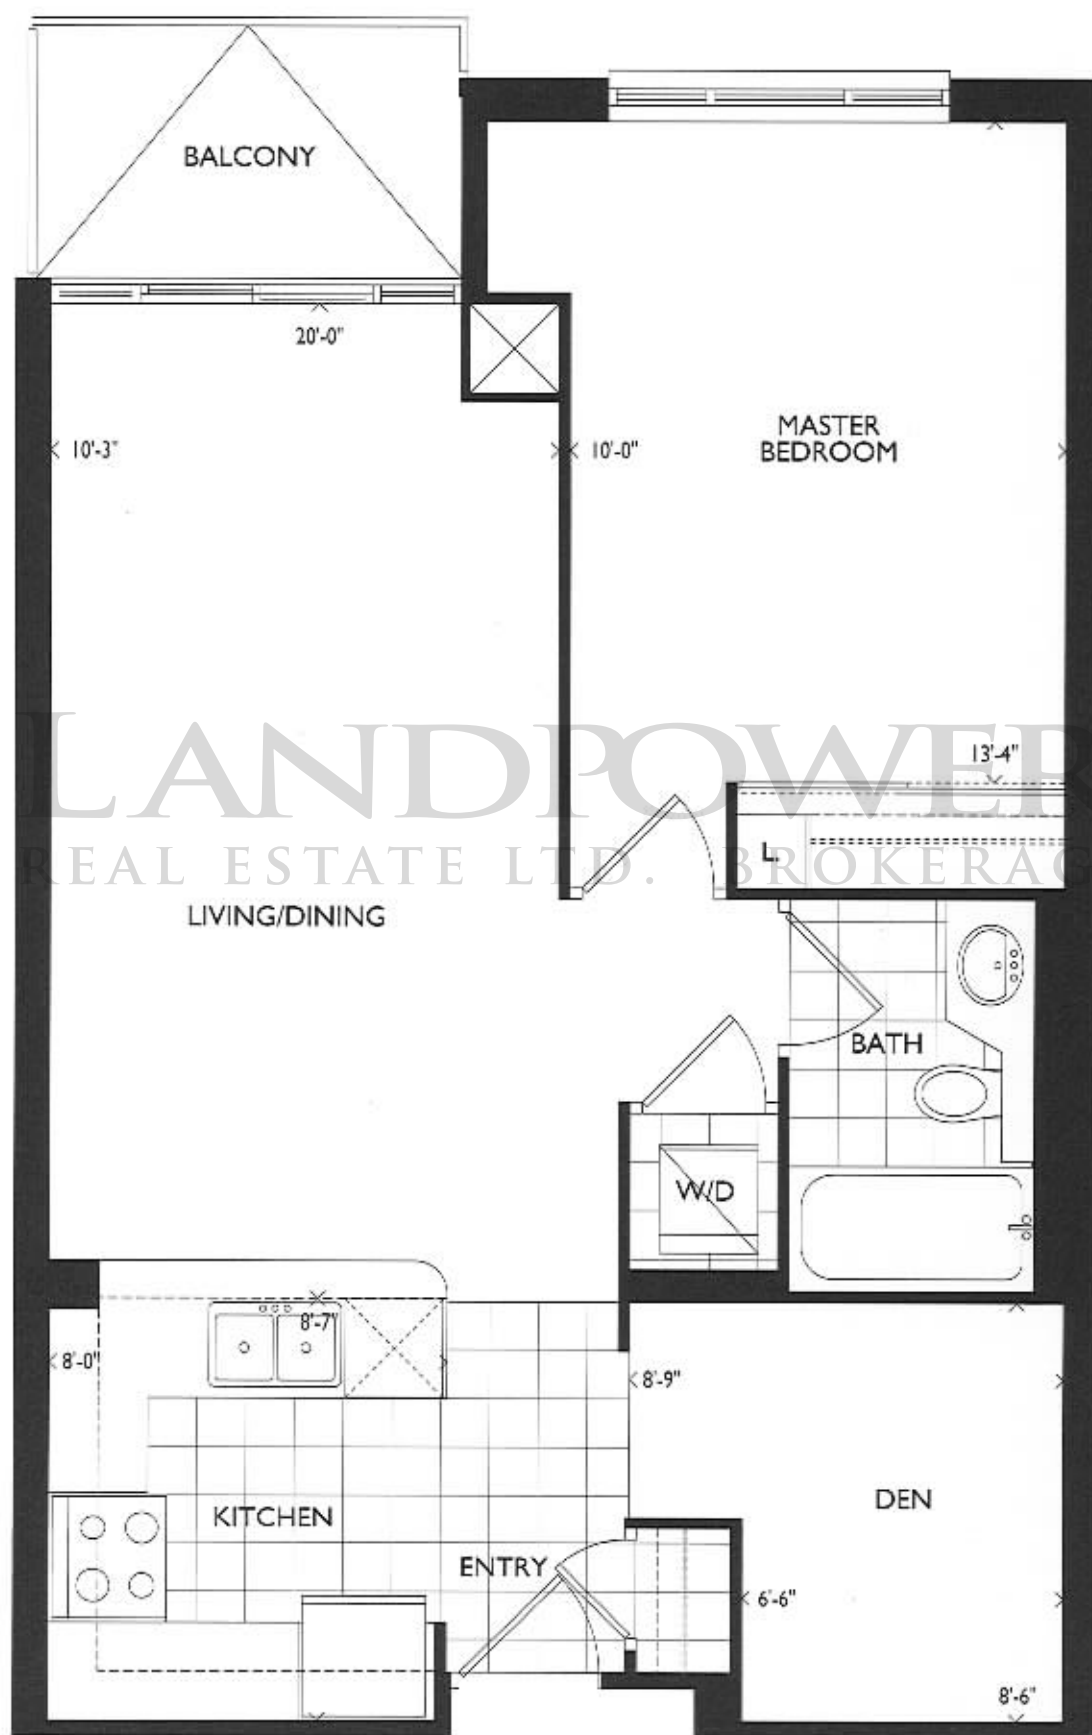 BALCONY
20'-0"
10'-3"
10'-0"
MASTER
BEDROOM
13'-4"
LANDPOWER
REAL ESTATE LTD. BROKERAG
L.
LIVING/DINING
BATH
W/D
8'-7"
8'-0"
8'-9"
DEN
KITCHEN
ENTRY
6'-6"
8'-6"